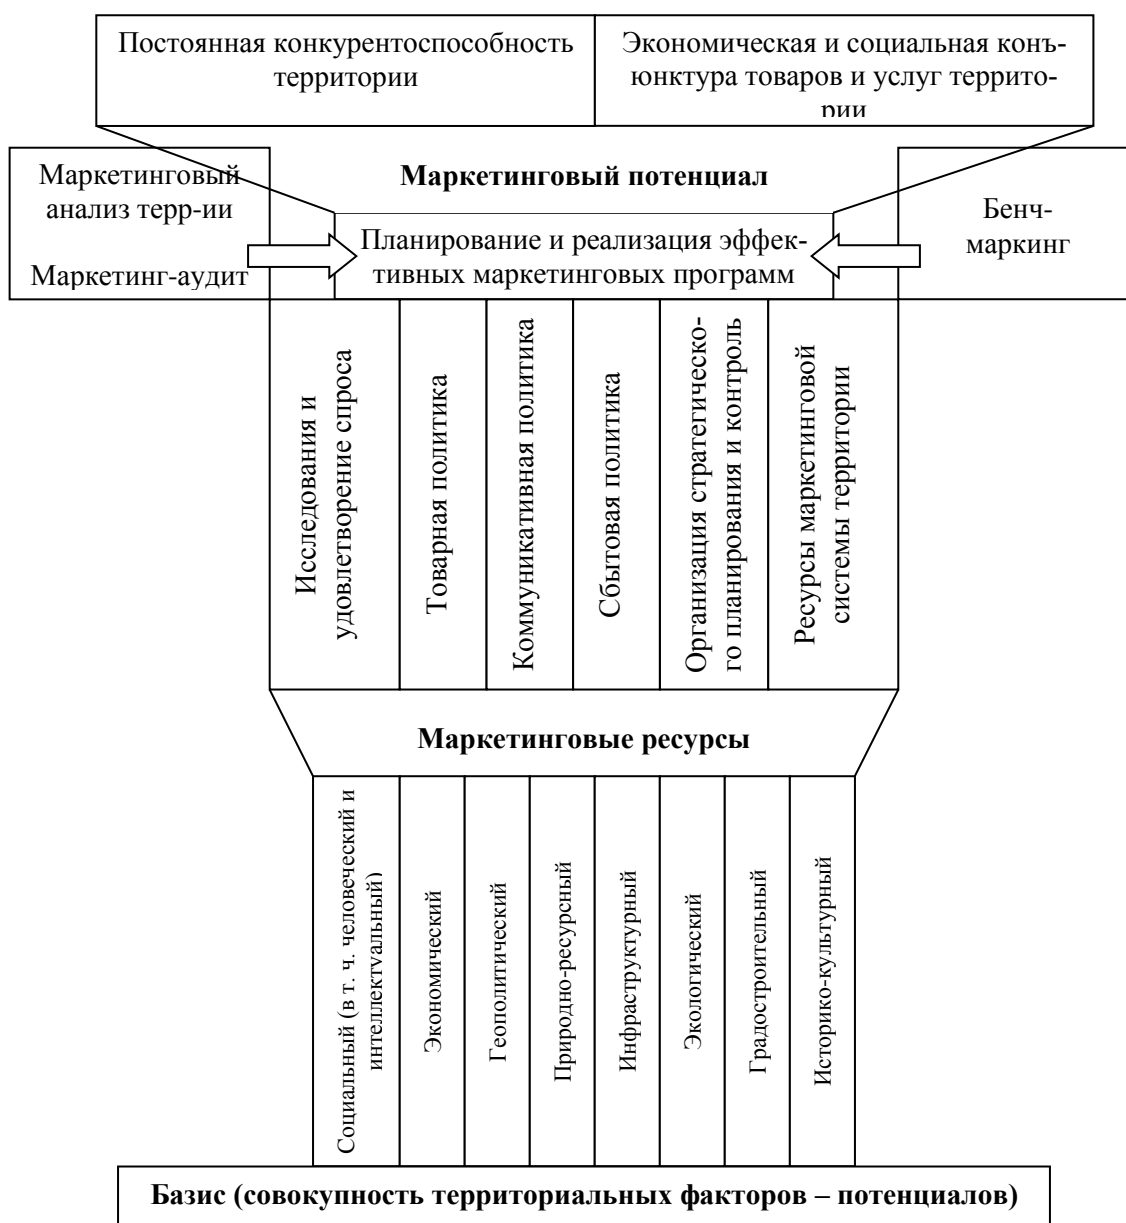 Постоянная конкурентоспособность
территории
Экономическая и социальная конъ-
юнктура товаров и услуг террито-
рии
Маркетинговый
анализ терр-ии
Маркетинг-аудит
Маркетинговый потенциал
Планирование и реализация эффек-
тивных маркетинговых программ
Бенч-
маркинг
Исследования и
удовлетворение спроса
Товарная политика
Коммуникативная политика
Сбытовая политика
Организация стратегическо-
го планирования и контроль
Ресурсы маркетинговой
системы территории
Маркетинговые ресурсы
Социальный (в т. ч. человеческий и
интеллектуальный)
Экономический
Геополитический
Природно-ресурсный
Инфраструктурный
Экологический
Градостроительный
Историко-культурный
Базис (совокупность территориальных факторов – потенциалов)